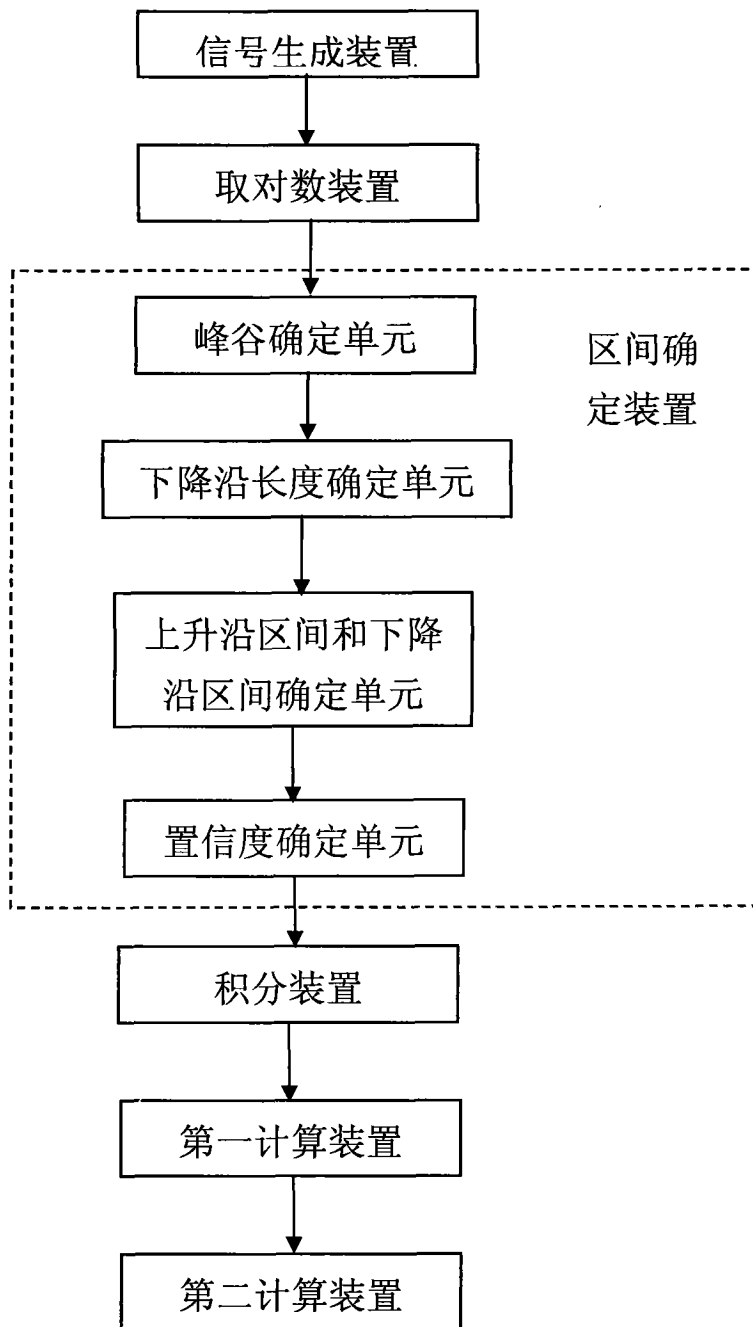 信号生成装置
取对数装置
峰谷确定单元
区间确
定装置
下降沿长度确定单元
上升沿区间和下降
沿区间确定单元
置信度确定单元
积分装置
第一计算装置
第二计算装置